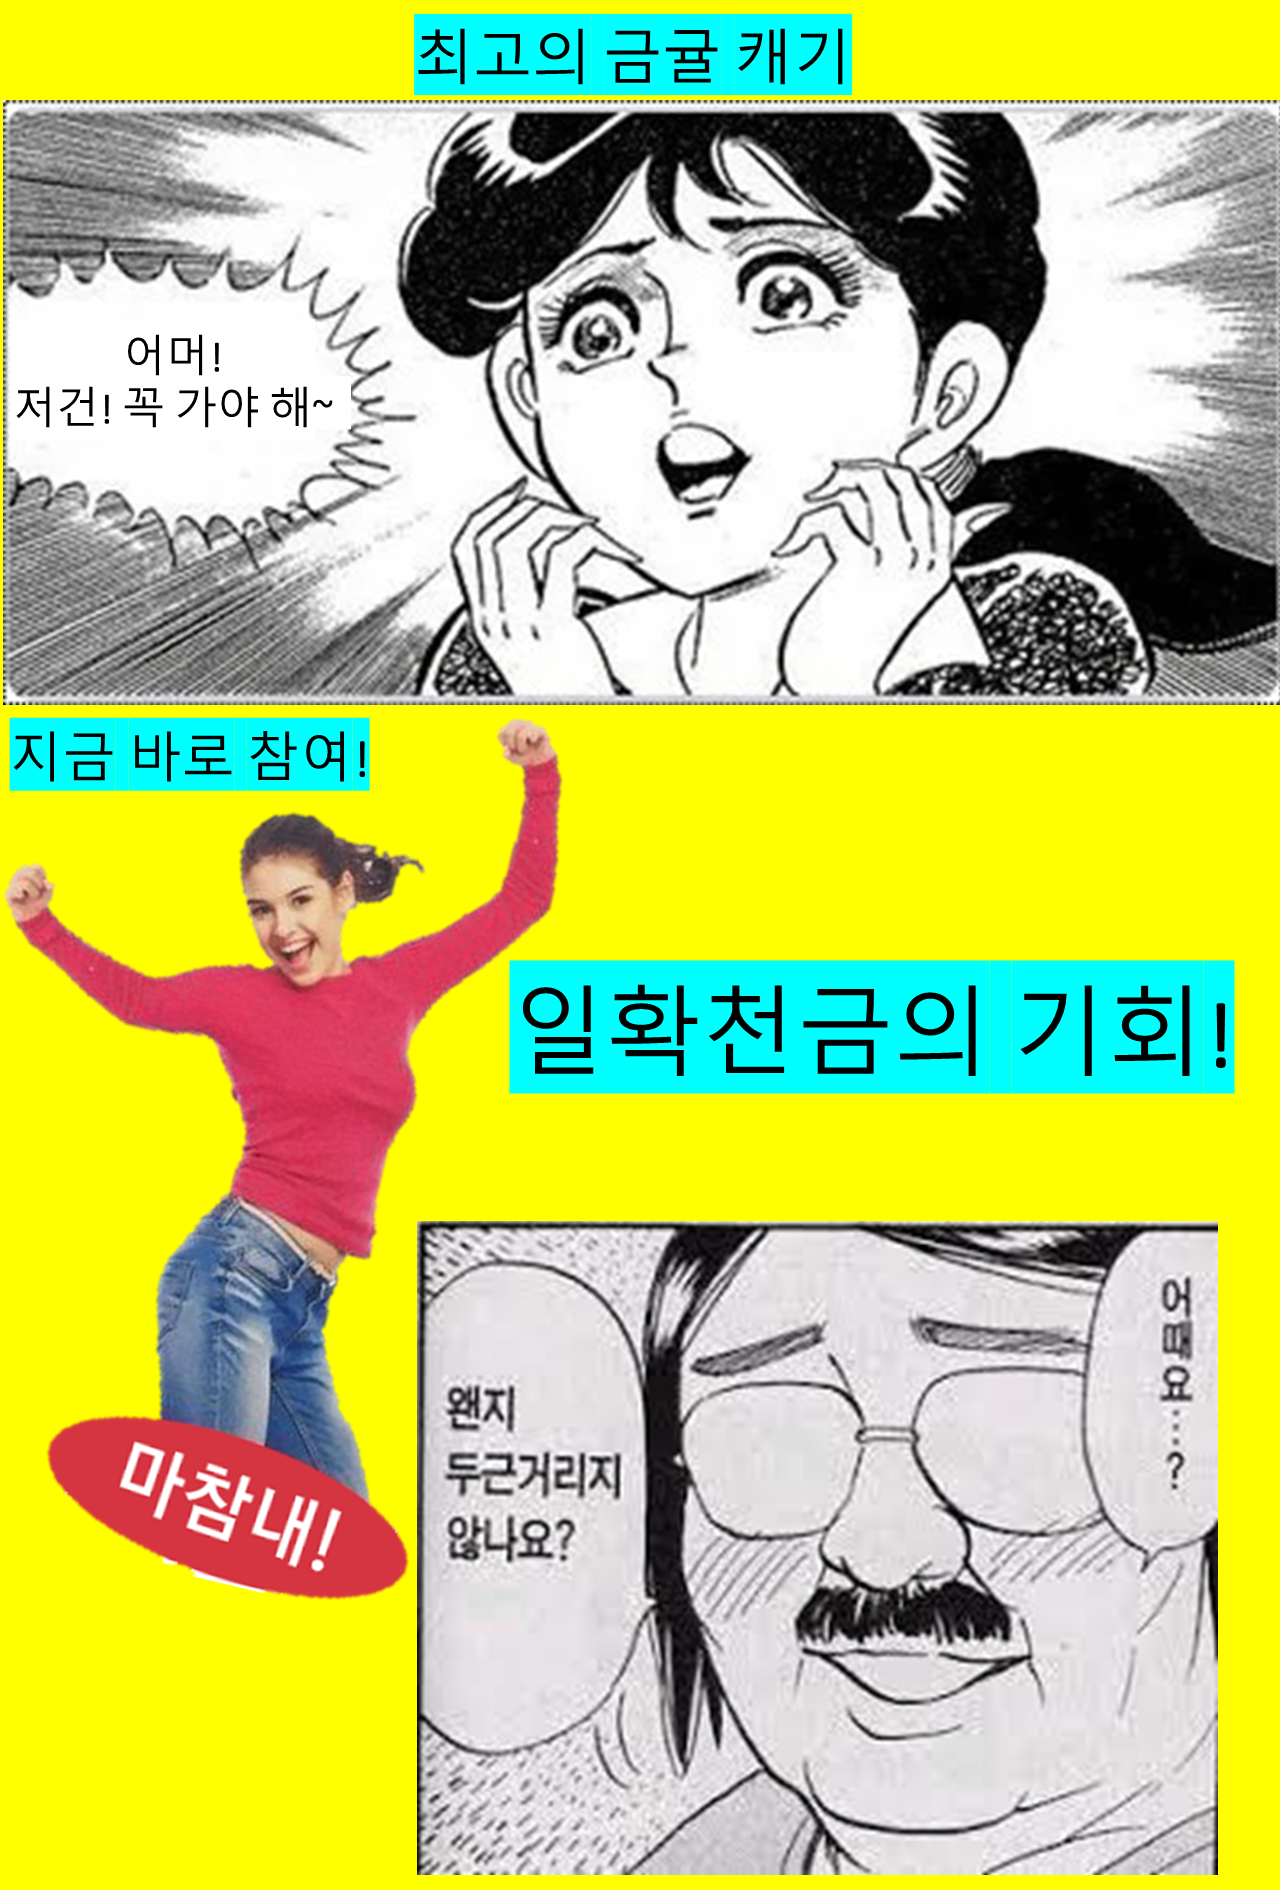 최고의 금귤 캐기
어머!
저건! 꼭 가야 해~
지금 바로 참여!
일확천금의 기회!
마참내!
어때요…?
왠지
두근거리지
않나요?